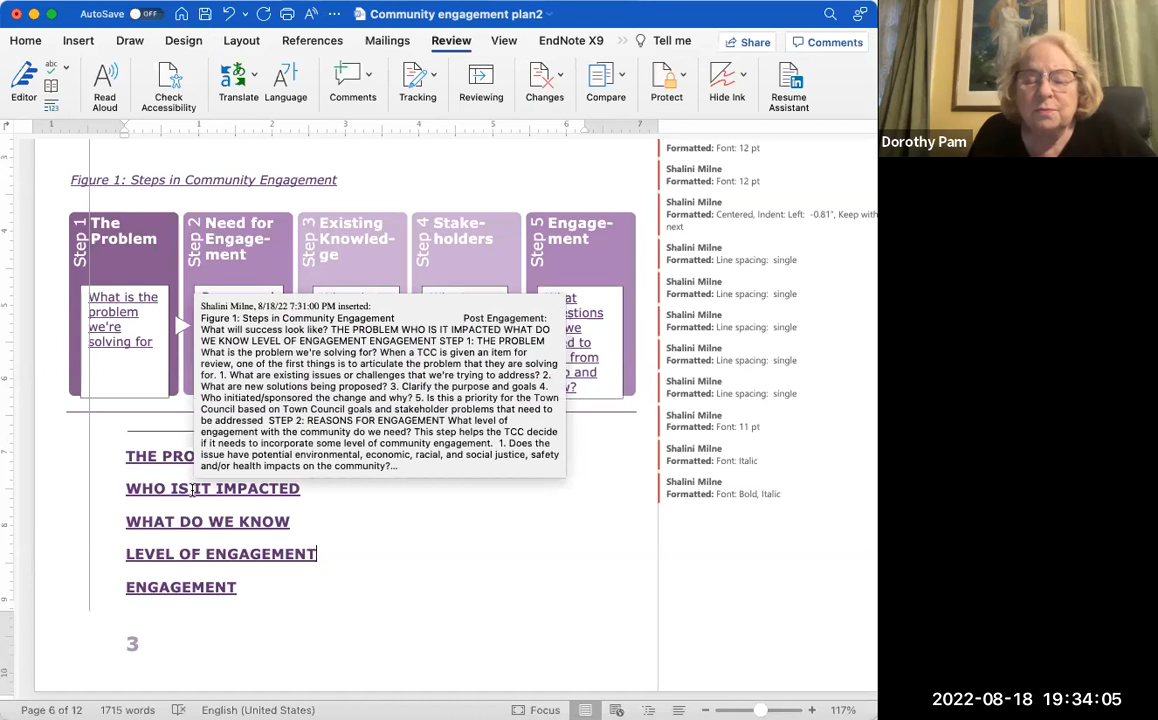 AutoSave OFF
Community engagement plan2
Home Insert Draw Design Layout References Mailings Review View EndNote X9 Tell me Share Comments
Editor
Read Aloud
Check Accessibility
Translate
Language
Comments
Tracking
Reviewing
Changes
Compare
Protect
Hide Ink
Resume Assistant
Dorothy Pam
1 1 2 3 4 5 6 7
Figure 1: Steps in Community Engagement
Step 1
The Problem
What is the
problem
we're
solving for
Step 2
Need for
Engage-
ment
Step 3
Existing
Knowled-
ge
Step 4
Stake-
holders
Step 5
Engage-
ment
Shalini Milne, 8/18/22 7:31:00 PM inserted:
Figure 1: Steps in Community Engagement Post Engagement:
What will success look like? THE PROBLEM WHO IS IT IMPACTED WHAT DO
WE KNOW LEVEL OF ENGAGEMENT ENGAGEMENT STEP 1: THE PROBLEM
What is the problem we're solving for? When a TCC is given an item for
review, one of the first things is to articulate the problem that they are solving
for. 1. What are existing issues or challenges that we're trying to address? 2.
What are new solutions being proposed? 3. Clarify the purpose and goals 4.
Who initiated/sponsored the change and why? 5. Is this a priority for the Town
Council based on Town Council goals and stakeholder problems that need to
be addressed STEP 2: REASONS FOR ENGAGEMENT What level of
engagement with the community do we need? This step helps the TCC decide
if it needs to incorporate some level of community engagement. 1. Does the
issue have potential environmental, economic, racial, and social justice, safety
and/or health impacts on the community?...
THE PRO
WHO IS IT IMPACTED
WHAT DO WE KNOW
LEVEL OF ENGAGEMENT
ENGAGEMENT
3
Formatted: Font: 12 pt
Shalini Milne
Formatted: Font: 12 pt
Shalini Milne
Formatted: Centered, Indent: Left: -0.81", Keep with
next
Shalini Milne
Formatted: Line spacing: single
Shalini Milne
Formatted: Line spacing: single
Shalini Milne
Formatted: Line spacing: single
Shalini Milne
Formatted: Line spacing: single
Shalini Milne
Formatted: Line spacing: single
Shalini Milne
Formatted: Font: 11 pt
Shalini Milne
Formatted: Font: Italic
Shalini Milne
Formatted: Font: Bold, Italic
Page 6 of 12 1715 words English (United States) Focus 117%
2022-08-18 19:34:05